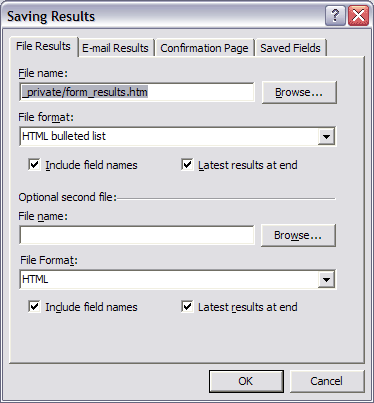 Saving Results
File Results E-mail Results Confirmation Page Saved Fields
File name:
_private/form_results.htm Browse...
File format:
HTML bulleted list
Include field names Latest results at end
Optional second file:
File name:
Browse...
File Format:
HTML
Include field names Latest results at end
OK Cancel